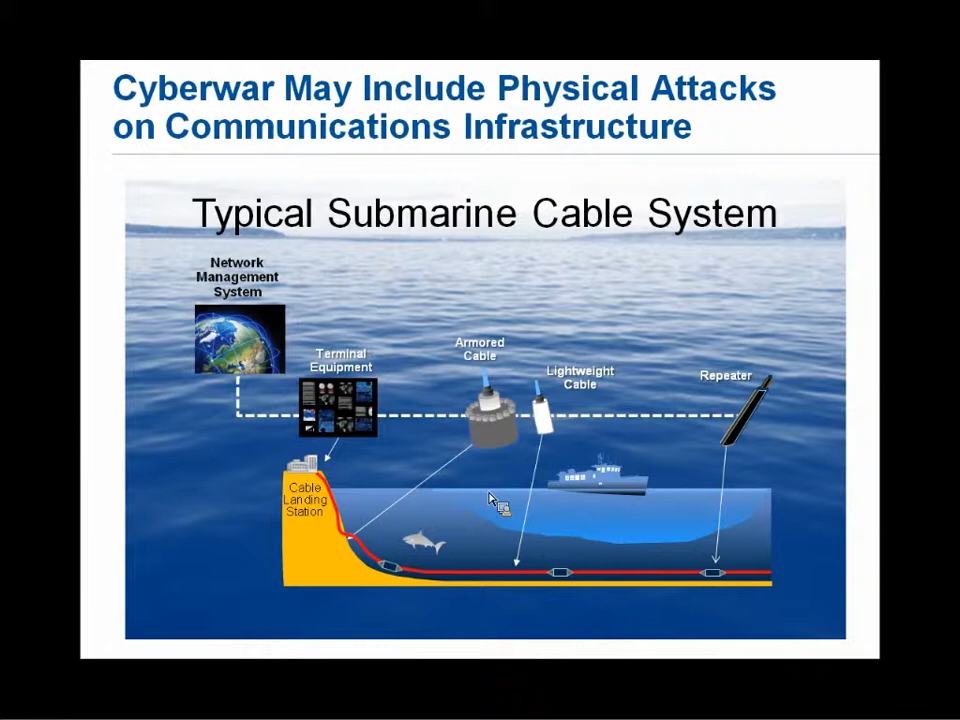 Cyberwar May Include Physical Attacks
on Communications Infrastructure
Typical Submarine Cable System
Network
Management
System
Terminal
Equipment
Armored
Cable
Lightweight
Cable
Repeater
Cable
Landing
Station